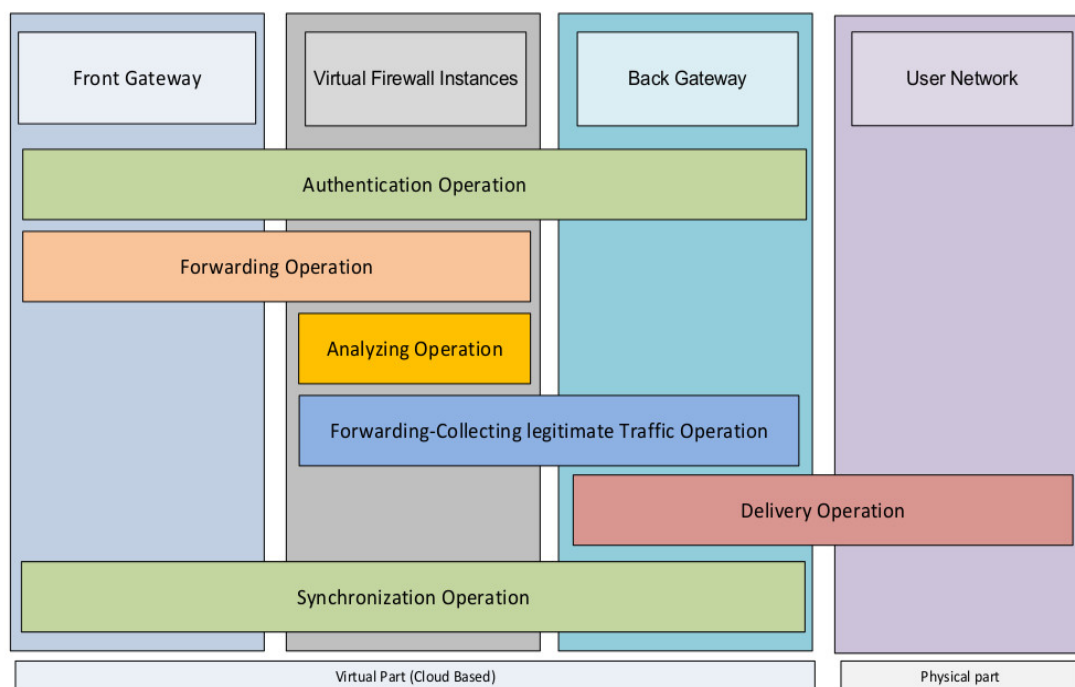 Front Gateway
Virtual Firewall Instances
Back Gateway
User Network
Authentication Operation
Forwarding Operation
Analyzing Operation
Forwarding-Collecting legitimate Traffic Operation
Delivery Operation
Synchronization Operation
Virtual Part (Cloud Based)
Physical part